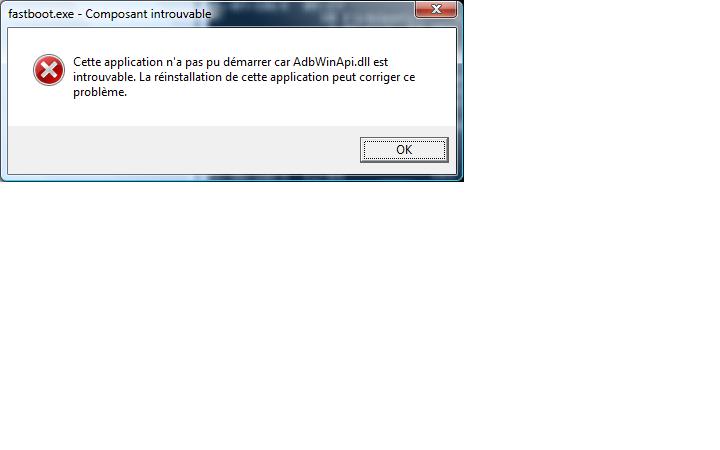 fastboot.exe - Composant introuvable
Cette application n'a pas pu démarrer car AdbWinApi.dll est
introuvable. La réinstallation de cette application peut corriger ce
problème.
OK